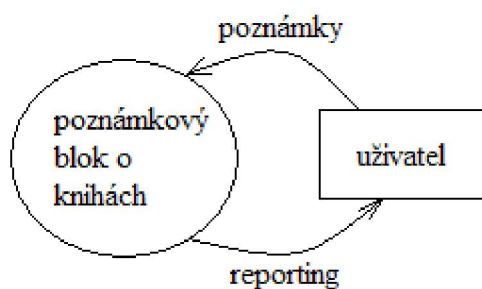 poznámky
poznámkový
blok o
knihách
uživatel
reporting